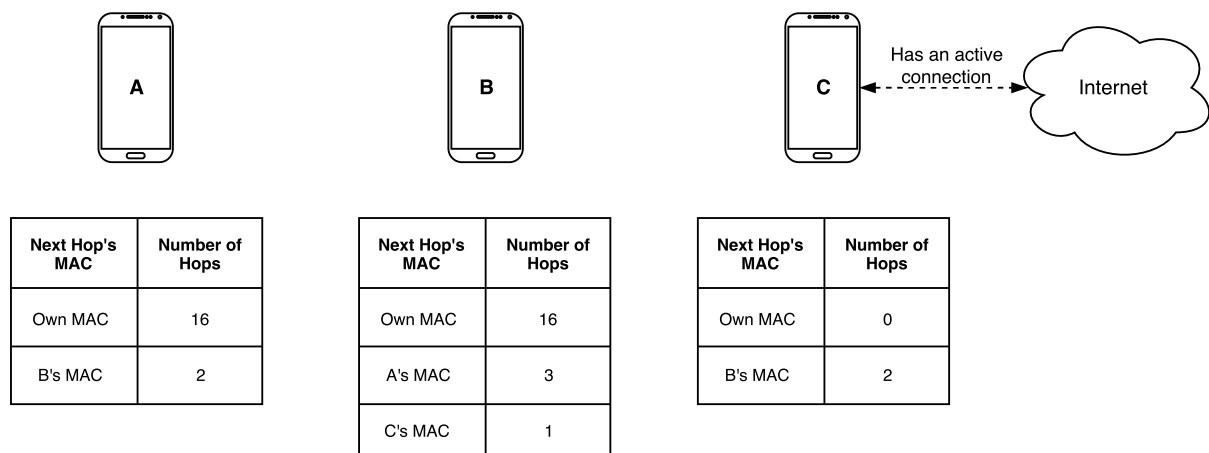 A
B
C
Has an active
connection
Internet
Next Hop's
MAC
Number of
Hops
Own MAC
16
B's MAC
2
Next Hop's
MAC
Number of
Hops
Own MAC
16
A's MAC
3
C's MAC
1
Next Hop's
MAC
Number of
Hops
Own MAC
0
B's MAC
2